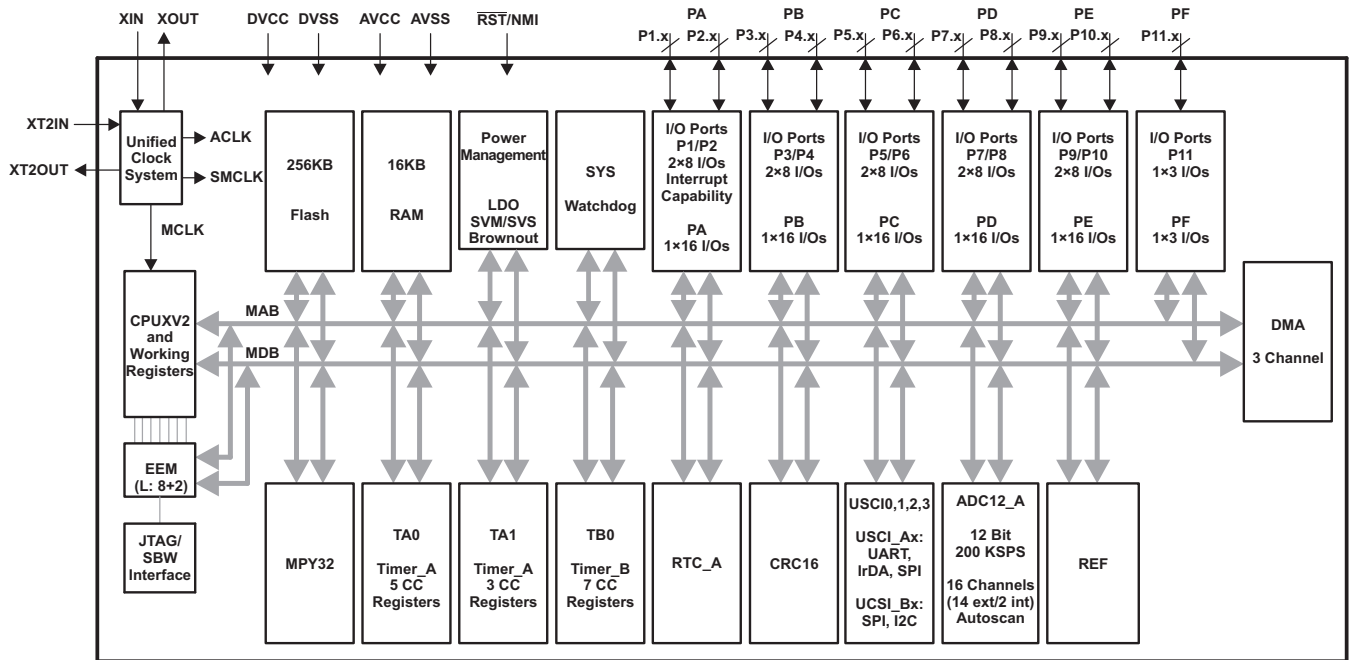 XIN XOUT DVCC DVSS AVCC AVSS RST/NMI
PA PB PC PD PE PF
P1.x P2.x P3.x P4.x P5.x P6.x P7.x P8.x P9.x P10.x P11.x
XT2IN
XT2OUT
Unified
Clock
System
ACLK
SMCLK
MCLK
256KB
Flash
16KB
RAM
Power
Management
LDO
SVM/SVS
Brownout
SYS
Watchdog
I/O Ports
P1/P2
2×8 I/Os
Interrupt
Capability
PA
1×16 I/Os
I/O Ports
P3/P4
2×8 I/Os
PB
1×16 I/Os
I/O Ports
P5/P6
2×8 I/Os
PC
1×16 I/Os
I/O Ports
P7/P8
2×8 I/Os
PD
1×16 I/Os
I/O Ports
P9/P10
2×8 I/Os
PE
1×16 I/Os
I/O Ports
P11
1×3 I/Os
PF
1×3 I/Os
CPUXV2
and
Working
Registers
MAB
MDB
DMA
3 Channel
EEM
(L: 8+2)
JTAG/
SBW
Interface
MPY32
TA0
Timer_A
5 CC
Registers
TA1
Timer_A
3 CC
Registers
TB0
Timer_B
7 CC
Registers
RTC_A
CRC16
USCI0,1,2,3
USCI_Ax:
UART,
IrDA, SPI
UCSI_Bx:
SPI, I2C
ADC12_A
12 Bit
200 KSPS
16 Channels
(14 ext/2 int)
Autoscan
REF